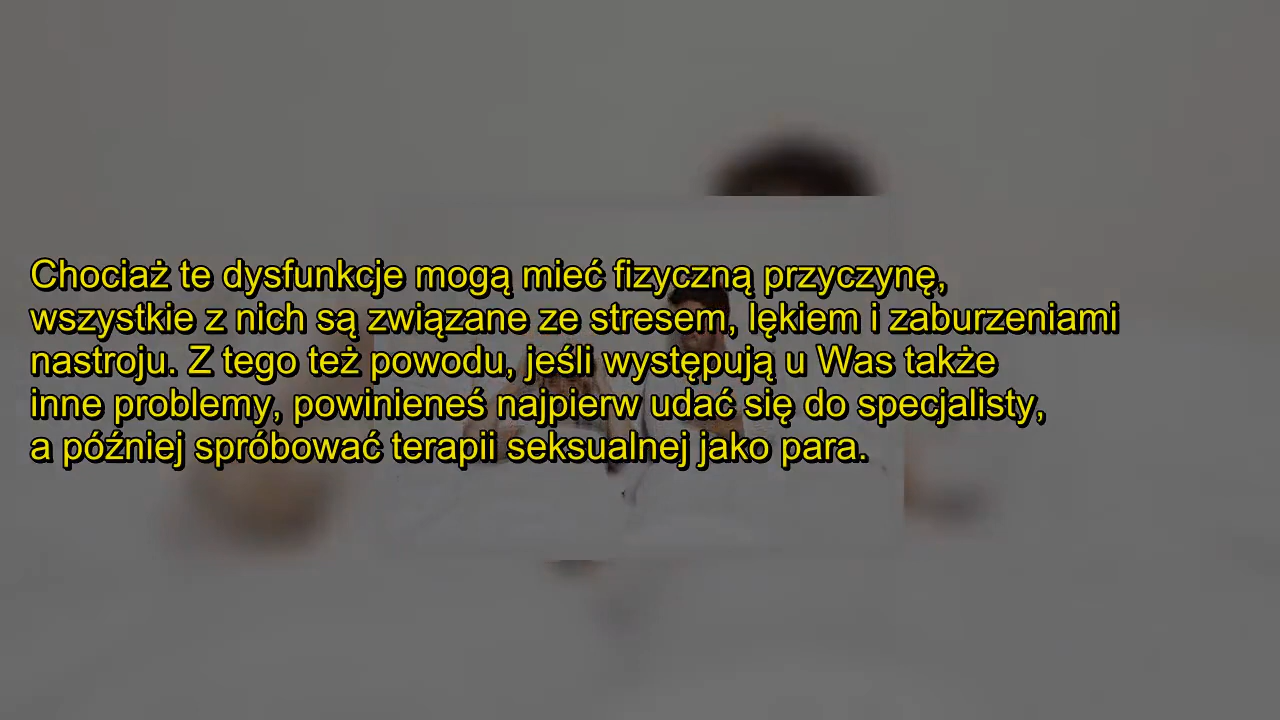 Chociaż te dysfunkcje mogą mieć fizyczną przyczynę,
wszystkie z nich są związane ze stresem, lękiem i zaburzeniami
nastroju. Z tego też powodu, jeśli występują u Was także
inne problemy, powinieneś najpierw udać się do specjalisty,
a później spróbować terapii seksualnej jako para.